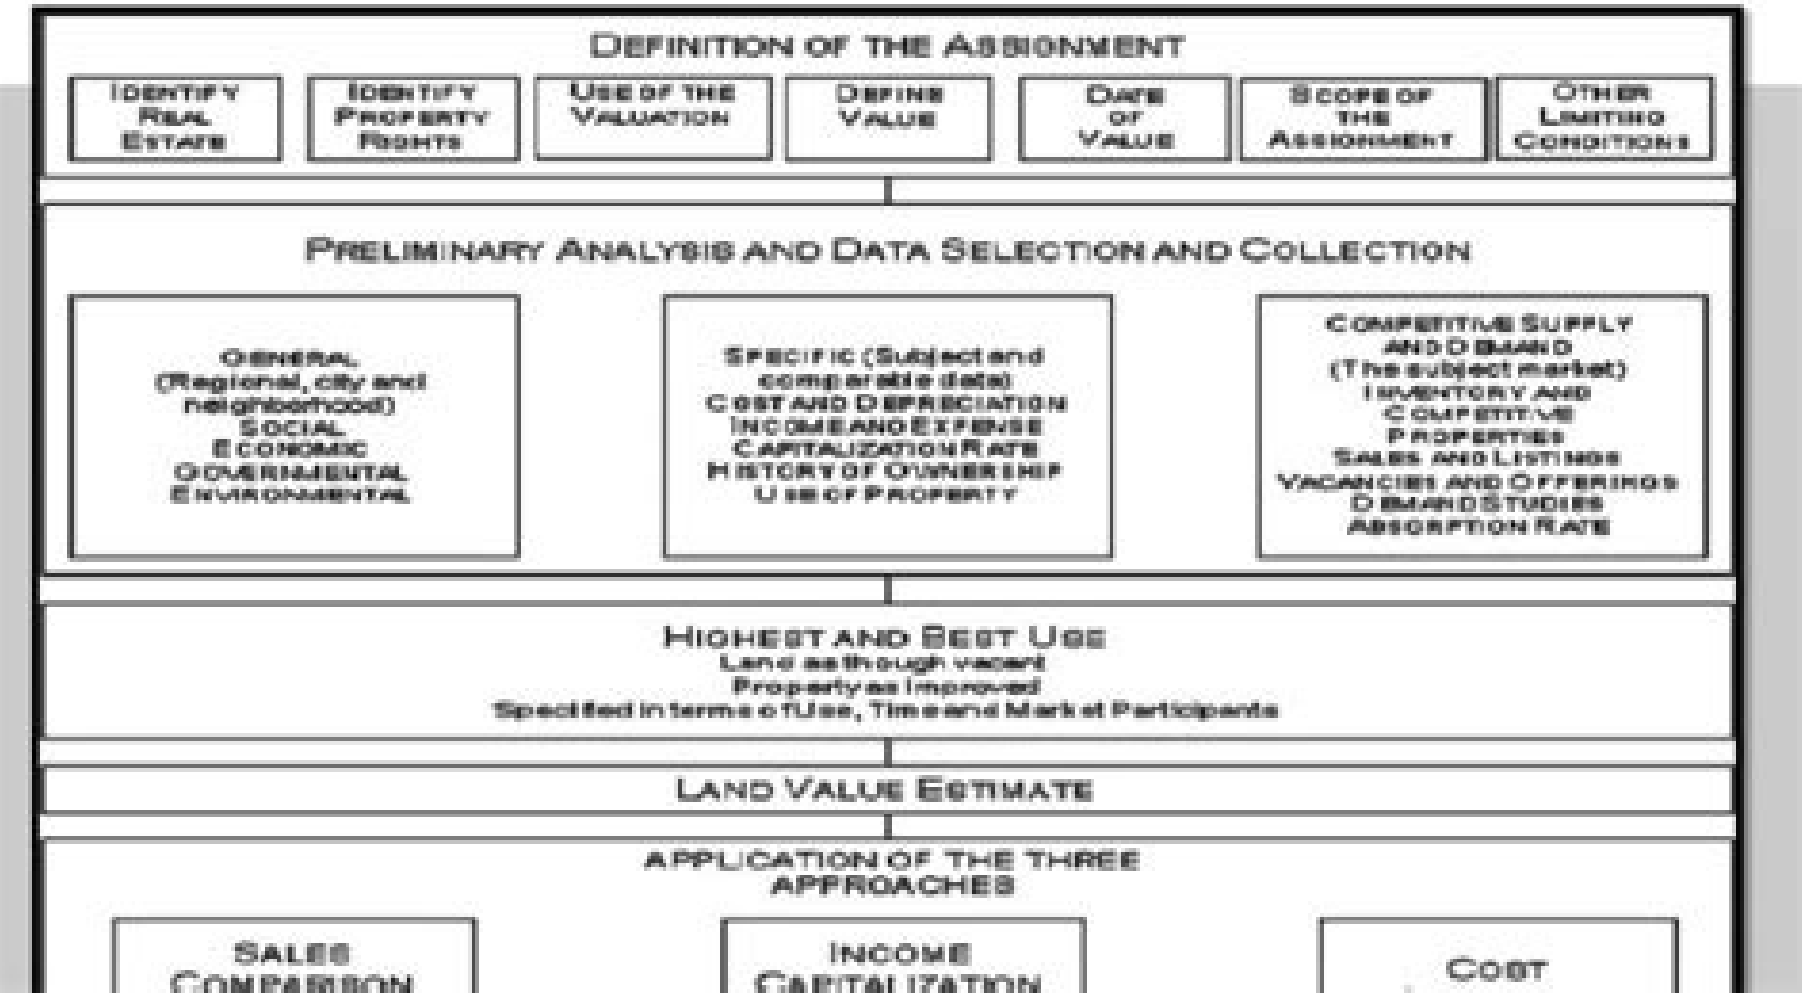 DEFINITION OF THE ASSIGNMENT
IDENTIFY
REAL
ESTATE
IDENTIFY
PROPERTY
RIGHTS
USE OF THE
VALUATION
DEFINE
VALUE
DATE
OF
VALUE
SCOPE OF
THE
ASSIGNMENT
OTHER
LIMITING
CONDITIONS
PRELIMINARY ANALYSIS AND DATA SELECTION AND COLLECTION
GENERAL
(Regional, city and
neighborhood)
SOCIAL
ECONOMIC
GOVERNMENTAL
ENVIRONMENTAL
SPECIFIC (Subject and
comparable data)
COST AND DEPRECIATION
INCOME AND EXPENSE
CAPITALIZATION RATE
HISTORY OF OWNERSHIP
USE OF PROPERTY
COMPETITIVE SUPPLY
AND DEMAND
(The subject market)
INVENTORY AND
COMPETITIVE
PROPERTIES
SALES AND LISTINGS
VACANCIES AND OFFERINGS
DEMAND STUDIES
ABSORPTION RATE
HIGHEST AND BEST USE
Land as though vacant
Property as Improved
Specified in terms of Use, Time and Market Participants
LAND VALUE ESTIMATE
APPLICATION OF THE THREE
APPROACHES
SALES
COMPARISON
INCOME
CAPITALIZATION
COST